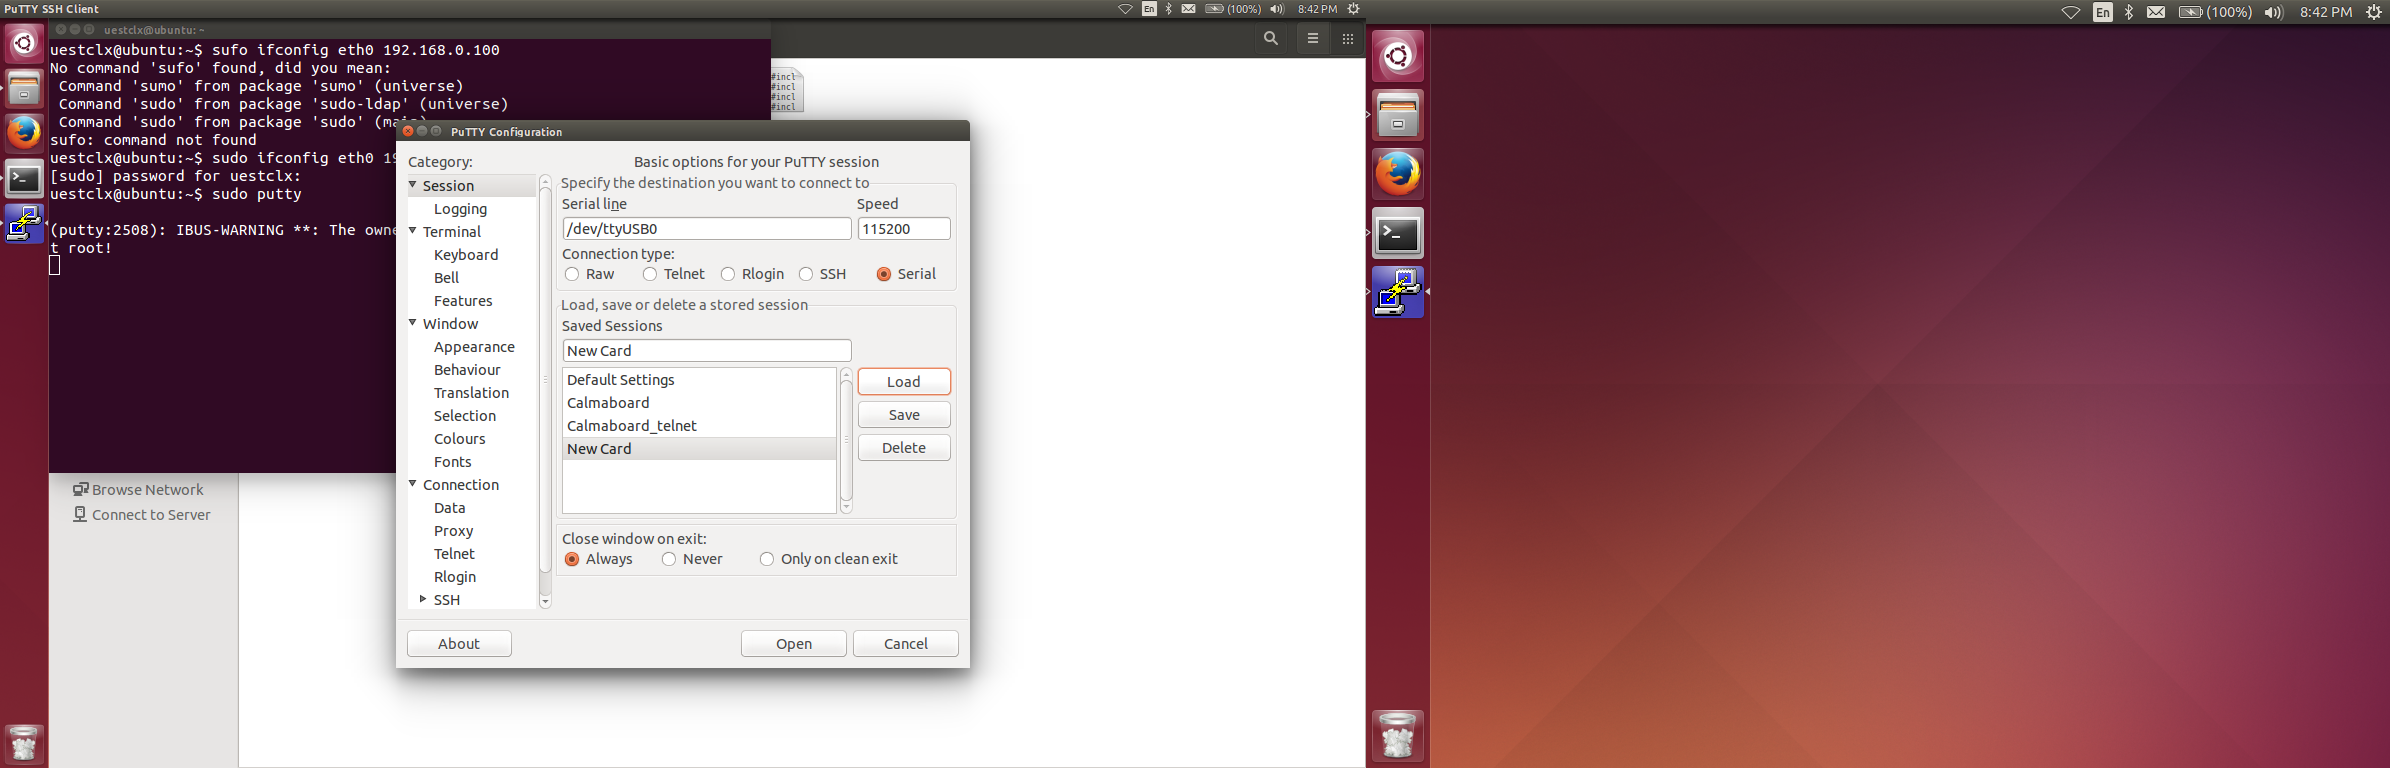 PuTTY SSH Client
En
(100%)
8:42 PM
uestclx@ubuntu: ~
uestclx@ubuntu:~$ sufo ifconfig eth0 192.168.0.100
No command 'sufo' found, did you mean:
Command 'sumo' from package 'sumo' (universe)
Command 'sudo-ldap' from package 'sudo-ldap' (universe)
Command 'sudo' from package 'sudo'
sufo: command not found
uestclx@ubuntu:~$ sudo ifconfig eth0
[sudo] password for uestclx:
uestclx@ubuntu:~$ sudo putty
(putty:2508): IBUS-WARNING **: The
t root!
#incl
#incl
#incl
#incl
Browse Network
Connect to Server
PuTTY Configuration
Category:
Session
Logging
Terminal
Keyboard
Bell
Features
Window
Appearance
Behaviour
Translation
Selection
Colours
Fonts
Connection
Data
Proxy
Telnet
Rlogin
SSH
Basic options for your PuTTY session
Specify the destination you want to connect to
Serial line
Speed
/dev/ttyUSB0
115200
Connection type:
Raw
Telnet
Rlogin
SSH
Serial
Load, save or delete a stored session
Saved Sessions
New Card
Default Settings
Calmaboard
Calmaboard_telnet
New Card
Load
Save
Delete
Close window on exit:
Always
Never
Only on clean exit
About
Open
Cancel
En
(100%)
8:42 PM